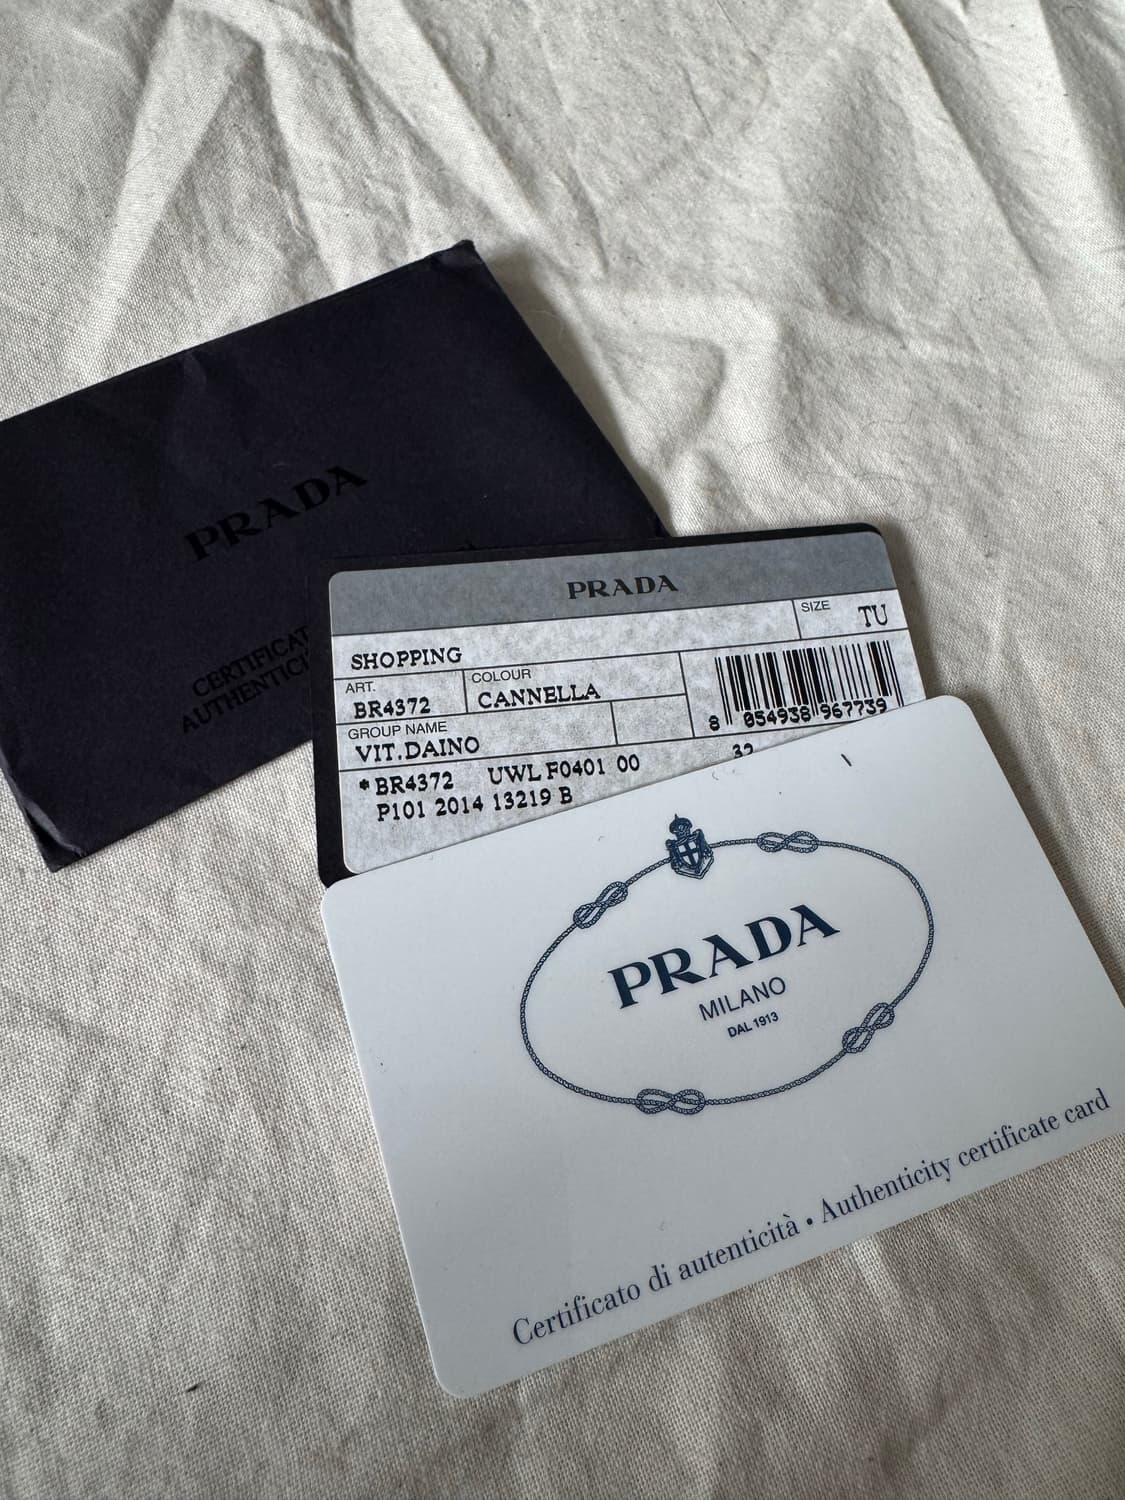 PRADA
CERTIFICAT
AUTHENTICI
PRADA
SIZE TU
SHOPPING
ART. BR4372
COLOUR CANNELLA
8 054938 967739
GROUP NAME
VIT.DAINO
*BR4372 UWL F0401 00 32
P101 2014 13219 B
PRADA
MILANO
DAL 1913
Certificato di autenticità • Authenticity certificate card